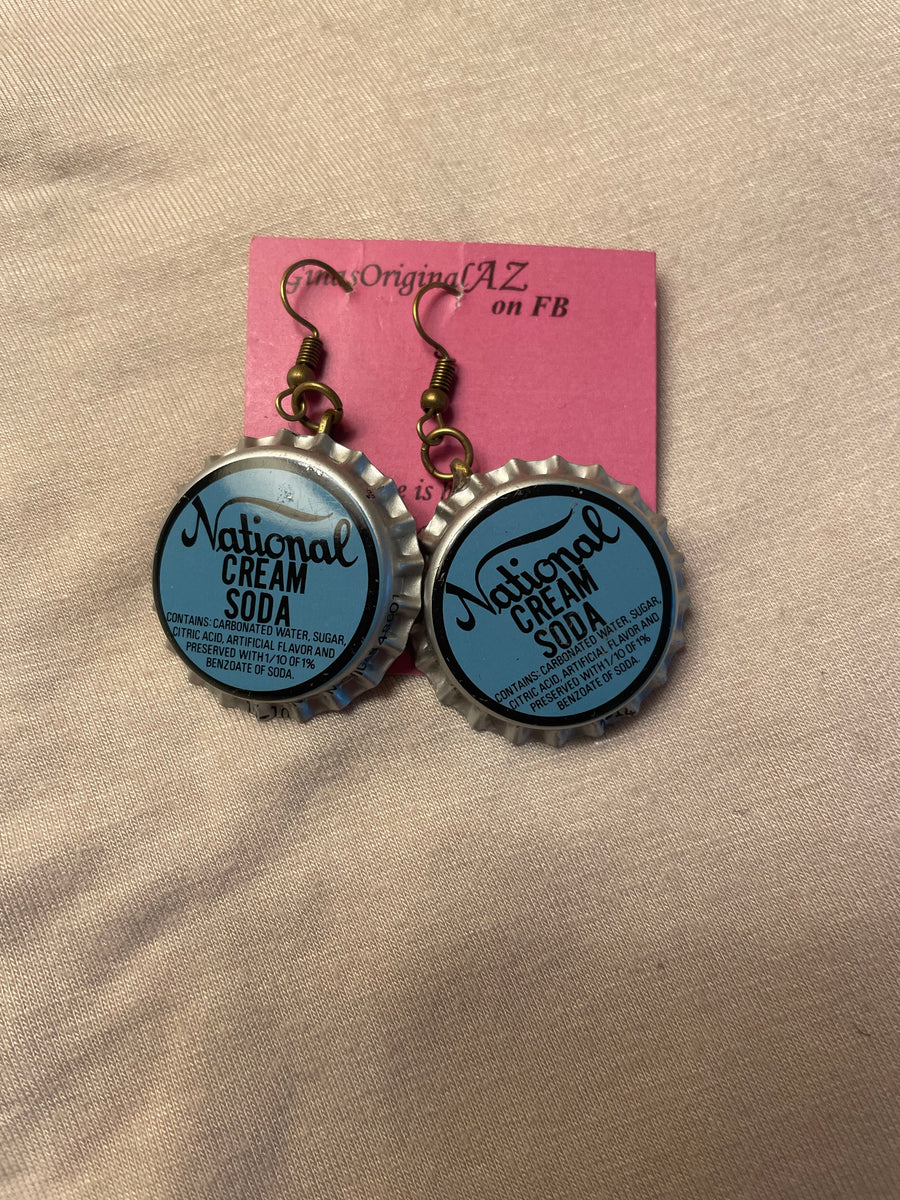 GinasOriginalAZ
on FB
e is
National
CREAM
SODA
CONTAINS: CARBONATED WATER, SUGAR,
CITRIC ACID, ARTIFICIAL FLAVOR AND
PRESERVED WITH 1/10 OF 1%
BENZOATE OF SODA.
National
CREAM
SODA
CONTAINS: CARBONATED WATER, SUGAR,
CITRIC ACID, ARTIFICIAL FLAVOR AND
PRESERVED WITH 1/10 OF 1%
BENZOATE OF SODA.